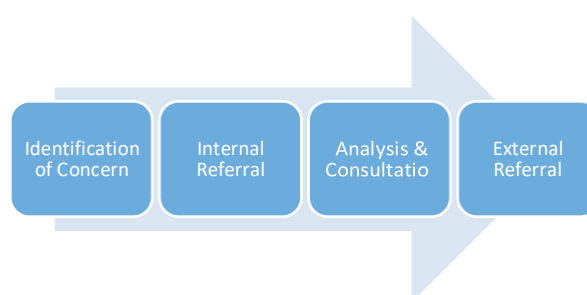 Identification
of Concern
Internal
Referral
Analysis &
Consultatio
External
Referral